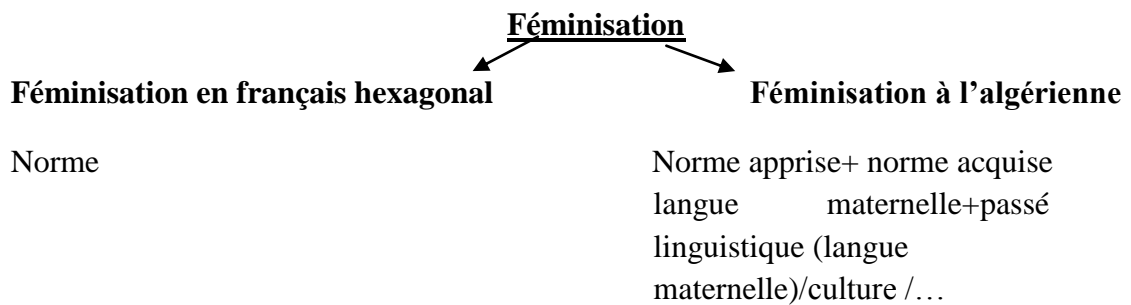 Féminisation
Féminisation en français hexagonal
Féminisation à l’algérienne
Norme
Norme apprise+ norme acquise
langue maternelle+passé
linguistique (langue
maternelle)/culture /…